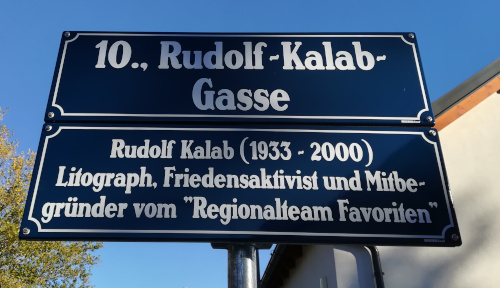 10., Rudolf-Kalab-
Gasse
Rudolf Kalab (1933 - 2000)
Litograph, Friedensaktivist und Mitbe-
gründer vom "Regionalteam Favoriten"